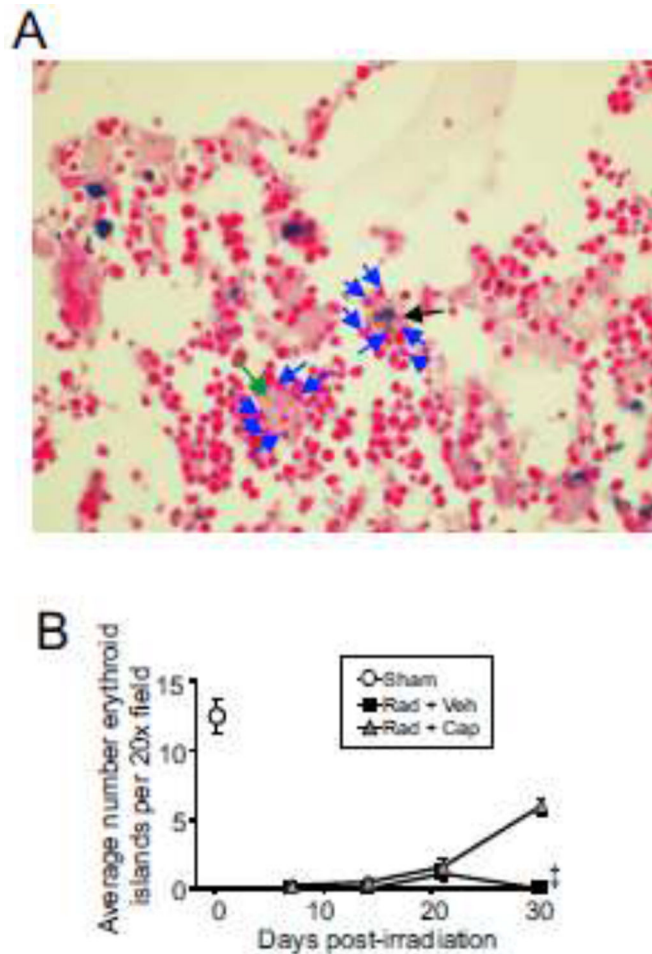 A
B
Average number erythroid
islands per 20x field
15
10
5
0
Sham
Rad + Veh
Rad + Cap
‡
0
10
20
30
Days post-irradiation